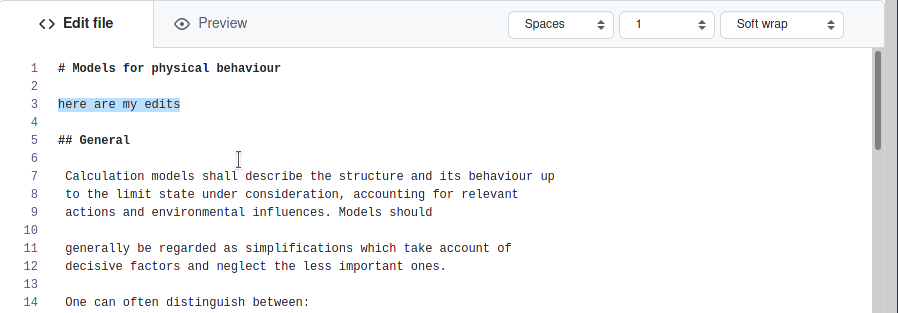 <> Edit file Preview Spaces 1 Soft wrap
1 # Models for physical behaviour
2
3 here are my edits
4
5 ## General
6
7 Calculation models shall describe the structure and its behaviour up
8 to the limit state under consideration, accounting for relevant
9 actions and environmental influences. Models should
10
11 generally be regarded as simplifications which take account of
12 decisive factors and neglect the less important ones.
13
14 One can often distinguish between: